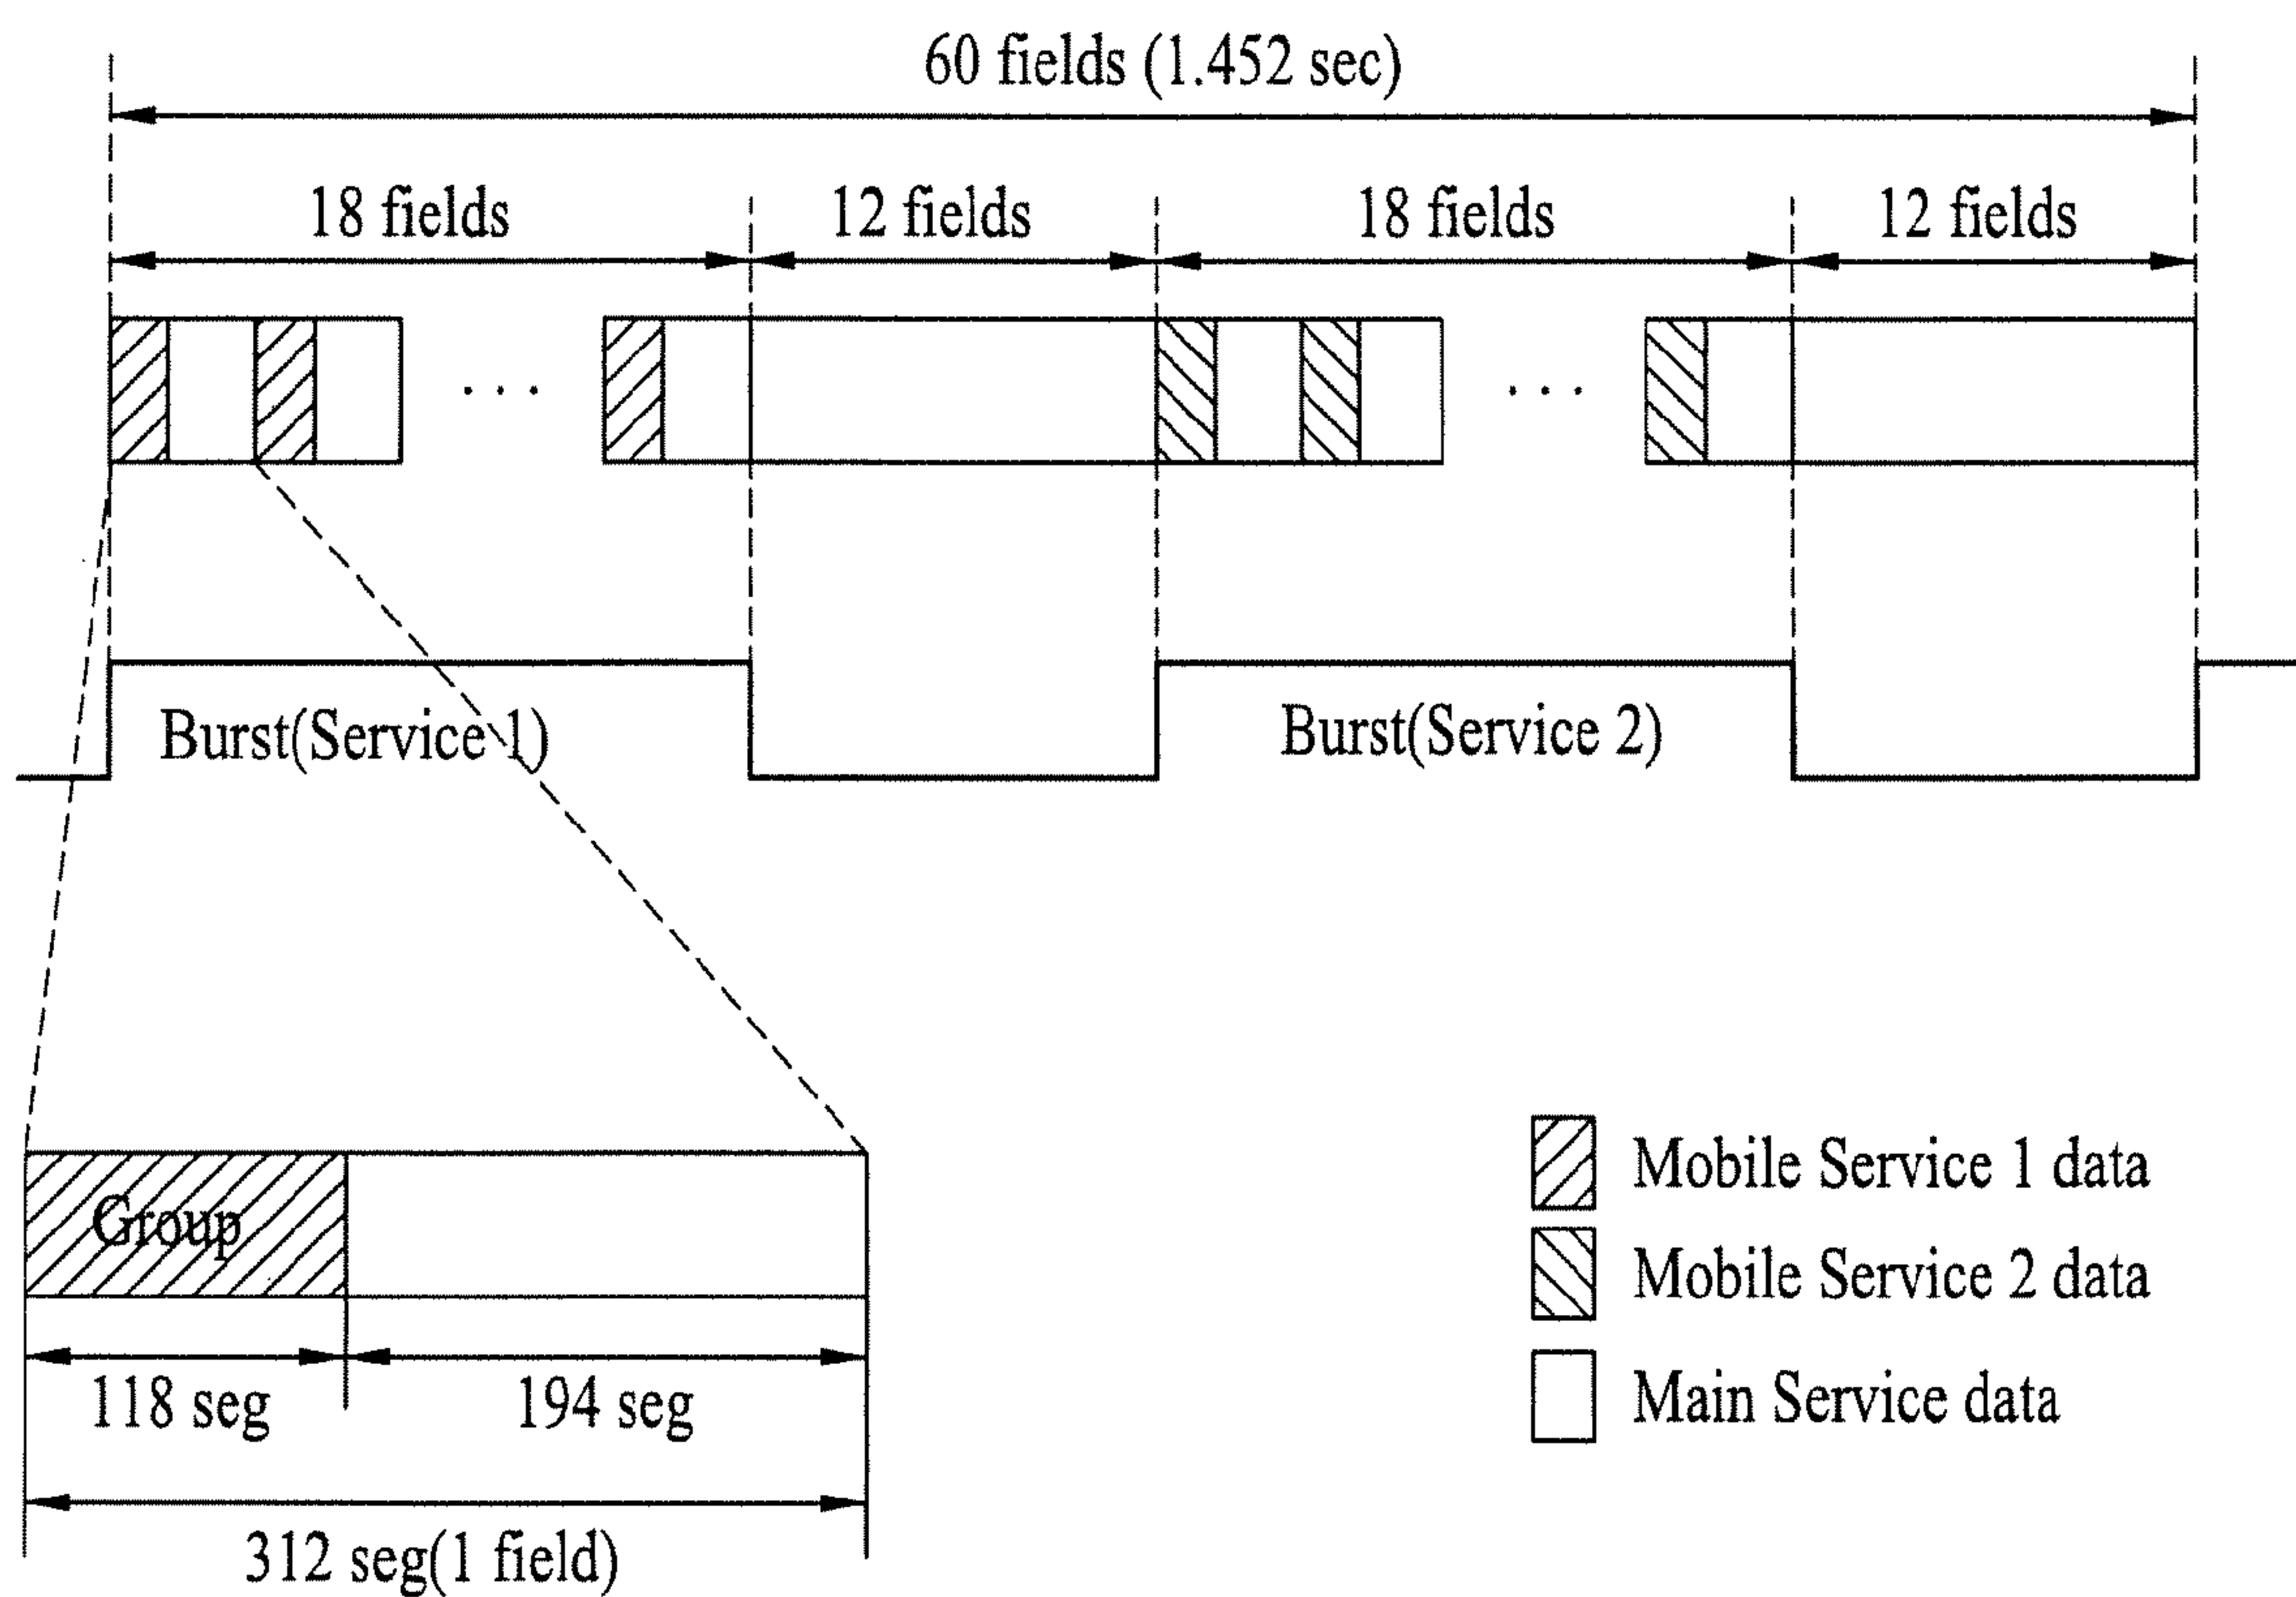 60 fields (1.452 sec)
18 fields
12 fields
18 fields
12 fields
. . .
. . .
Burst(Service 1)
Burst(Service 2)
Group
118 seg
194 seg
312 seg(1 field)
Mobile Service 1 data
Mobile Service 2 data
Main Service data